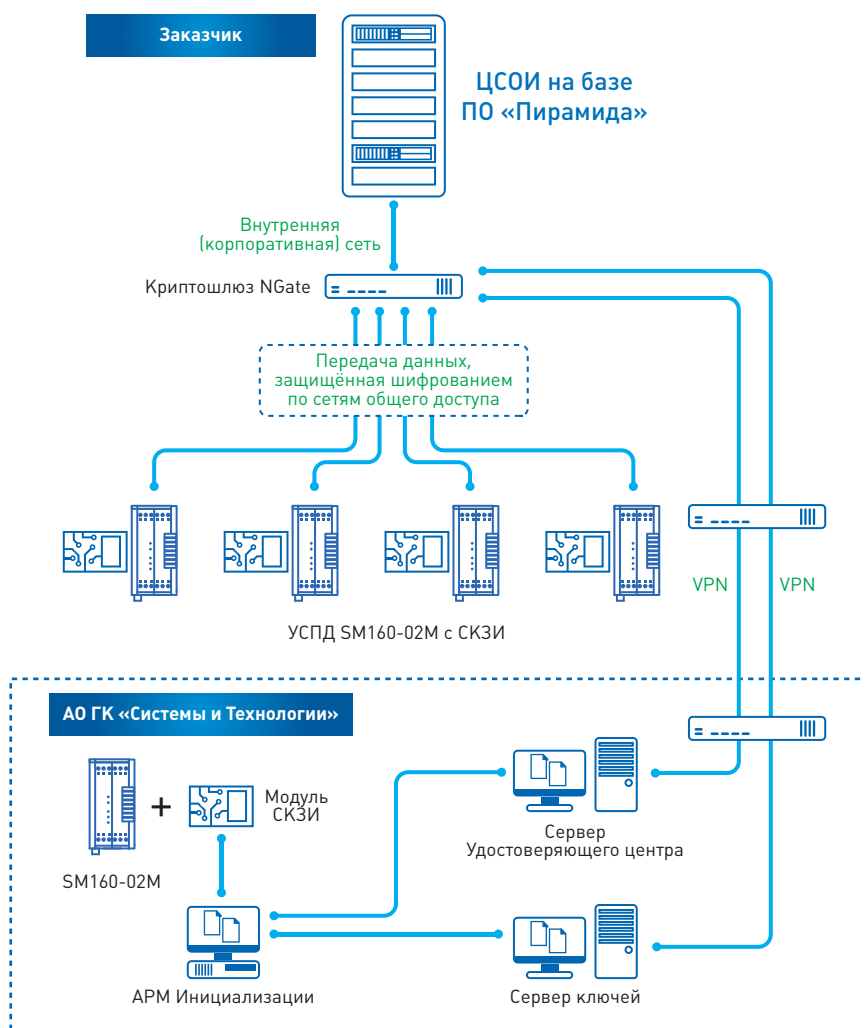 Заказчик
ЦСОИ на базе
ПО «Пирамида»
Внутренняя
(корпоративная) сеть
Криптошлюз NGate
Передача данных,
защищённая шифрованием
по сетям общего доступа
VPN
VPN
УСПД SM160-02М с СКЗИ
АО ГК «Системы и Технологии»
+
Модуль
СКЗИ
SM160-02M
Сервер
Удостоверяющего центра
АРМ Инициализации
Сервер ключей